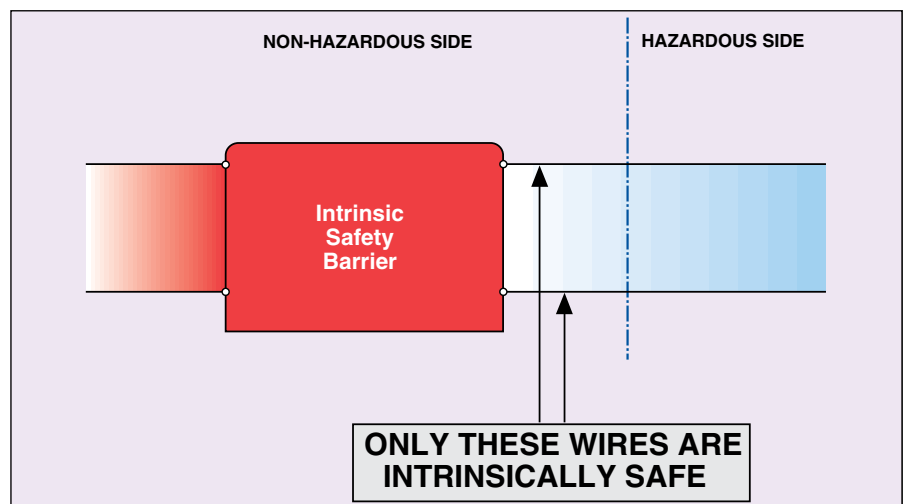 NON-HAZARDOUS SIDE
HAZARDOUS SIDE
Intrinsic
Safety
Barrier
ONLY THESE WIRES ARE
INTRINSICALLY SAFE